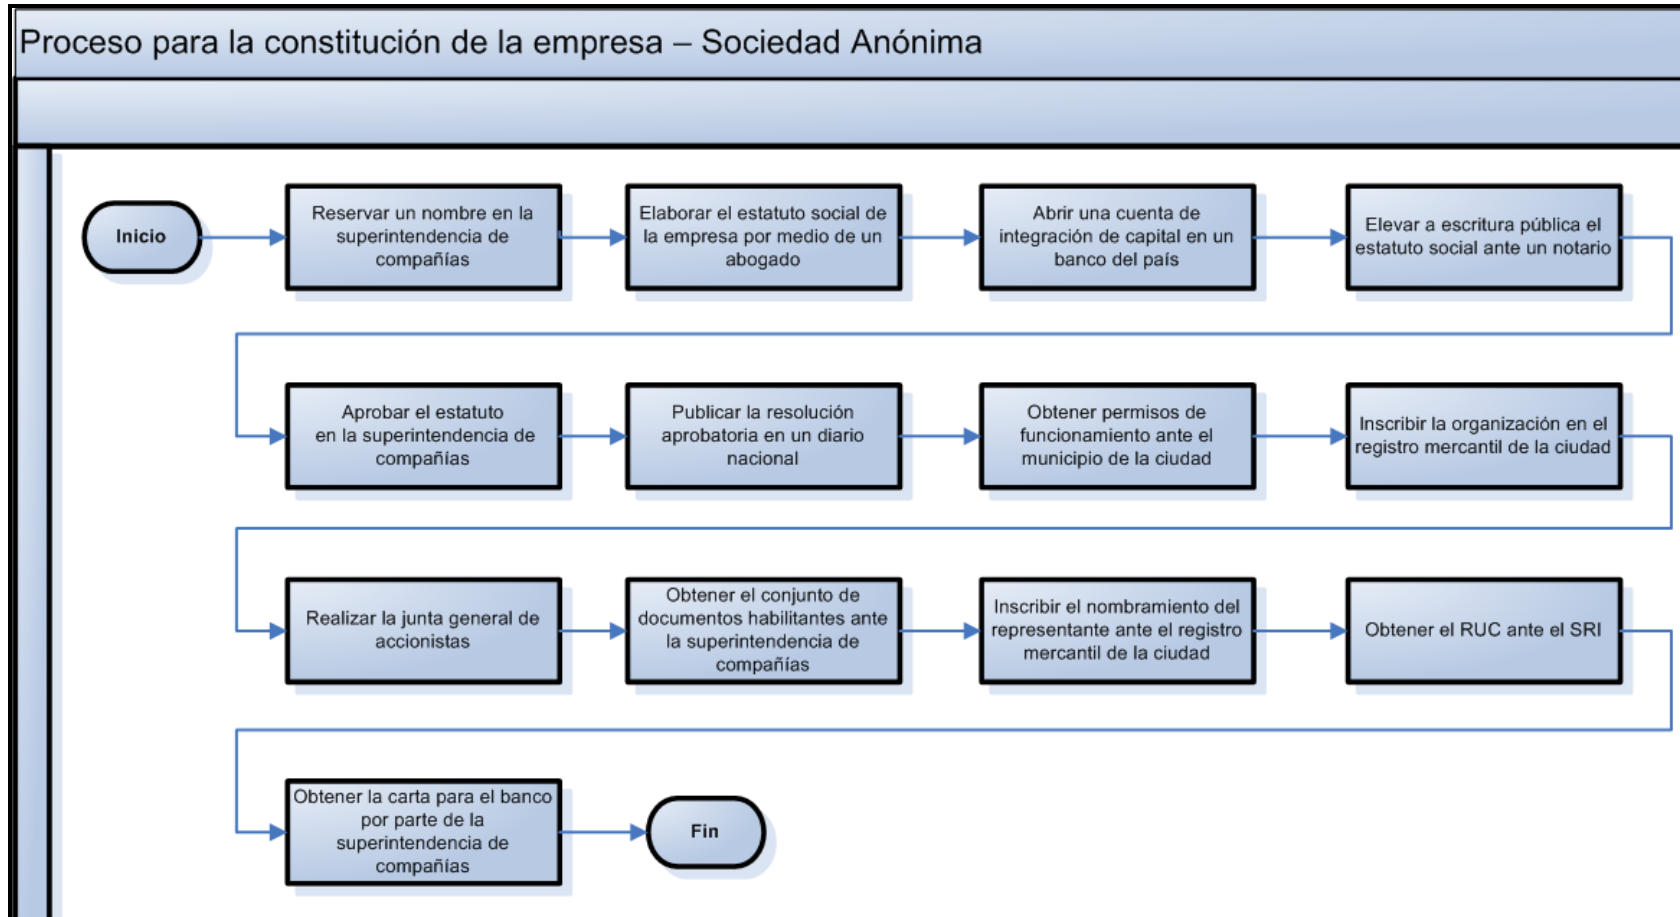 Proceso para la constitución de la empresa – Sociedad Anónima
Inicio
Reservar un nombre en la
superintendencia de
compañías
Elaborar el estatuto social de
la empresa por medio de un
abogado
Abrir una cuenta de
integración de capital en un
banco del país
Elevar a escritura pública el
estatuto social ante un notario
Aprobar el estatuto
en la superintendencia de
compañías
Publicar la resolución
aprobatoria en un diario
nacional
Obtener permisos de
funcionamiento ante el
municipio de la ciudad
Inscribir la organización en el
registro mercantil de la ciudad
Realizar la junta general de
accionistas
Obtener el conjunto de
documentos habilitantes ante
la superintendencia de
compañías
Inscribir el nombramiento del
representante ante el registro
mercantil de la ciudad
Obtener el RUC ante el SRI
Obtener la carta para el banco
por parte de la
superintendencia de
compañías
Fin